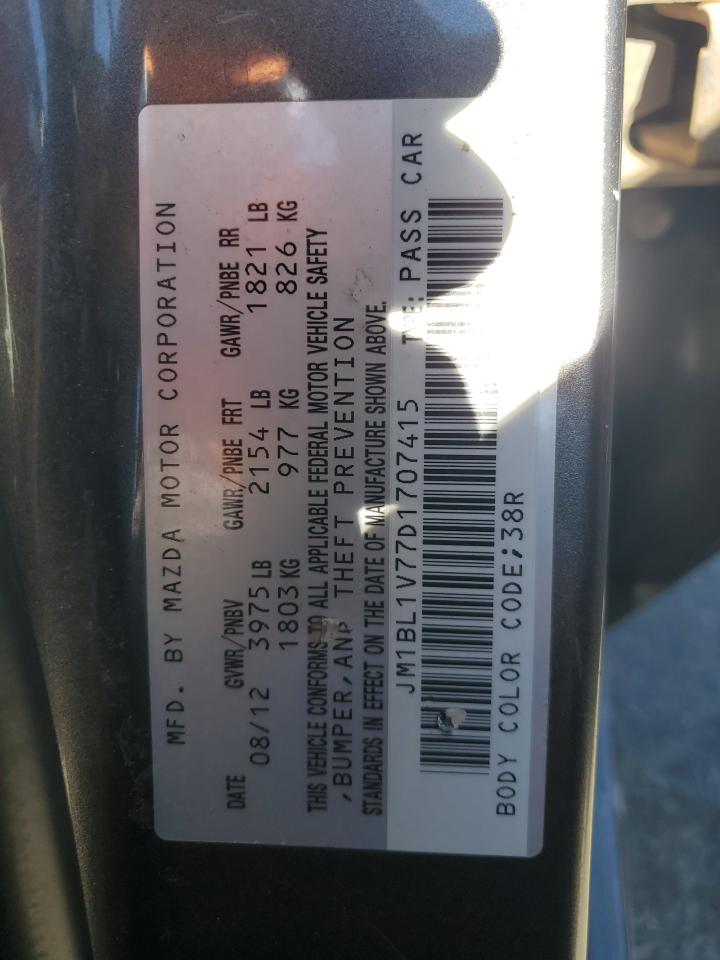 MFD. BY MAZDA MOTOR CORPORATION
DATE GVWR/PNBV GAWR/PNBE FRT GAWR/PNBE RR
08/12 3975 LB 2154 LB 1821 LB
1803 KG 977 KG 826 KG
THIS VEHICLE CONFORMS TO ALL APPLICABLE FEDERAL MOTOR VEHICLE SAFETY
,BUMPER,AND THEFT PREVENTION
STANDARDS IN EFFECT ON THE DATE OF MANUFACTURE SHOWN ABOVE.
JM1BL1V77D1707415 TYPE: PASS CAR
BODY COLOR CODE;38R